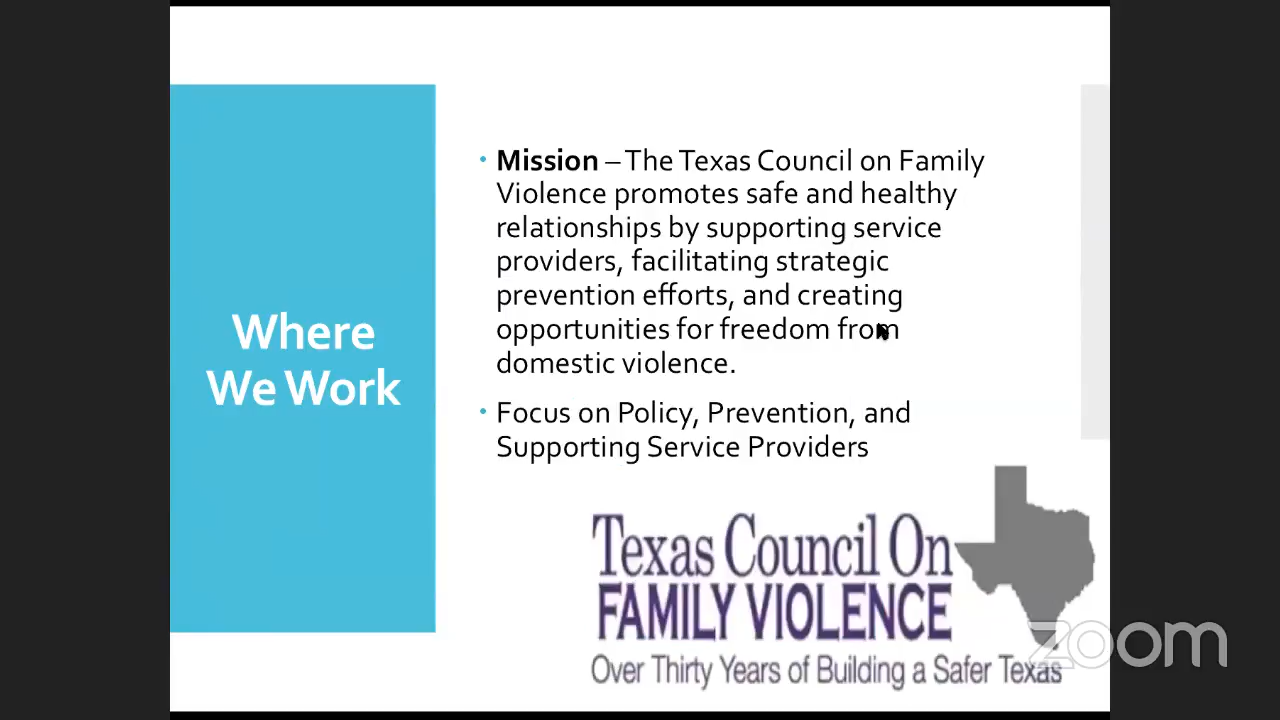 Where
We Work
• Mission – The Texas Council on Family
Violence promotes safe and healthy
relationships by supporting service
providers, facilitating strategic
prevention efforts, and creating
opportunities for freedom from
domestic violence.
• Focus on Policy, Prevention, and
Supporting Service Providers
Texas Council On
FAMILY VIOLENCE
Over Thirty Years of Building a Safer Texas
zoom